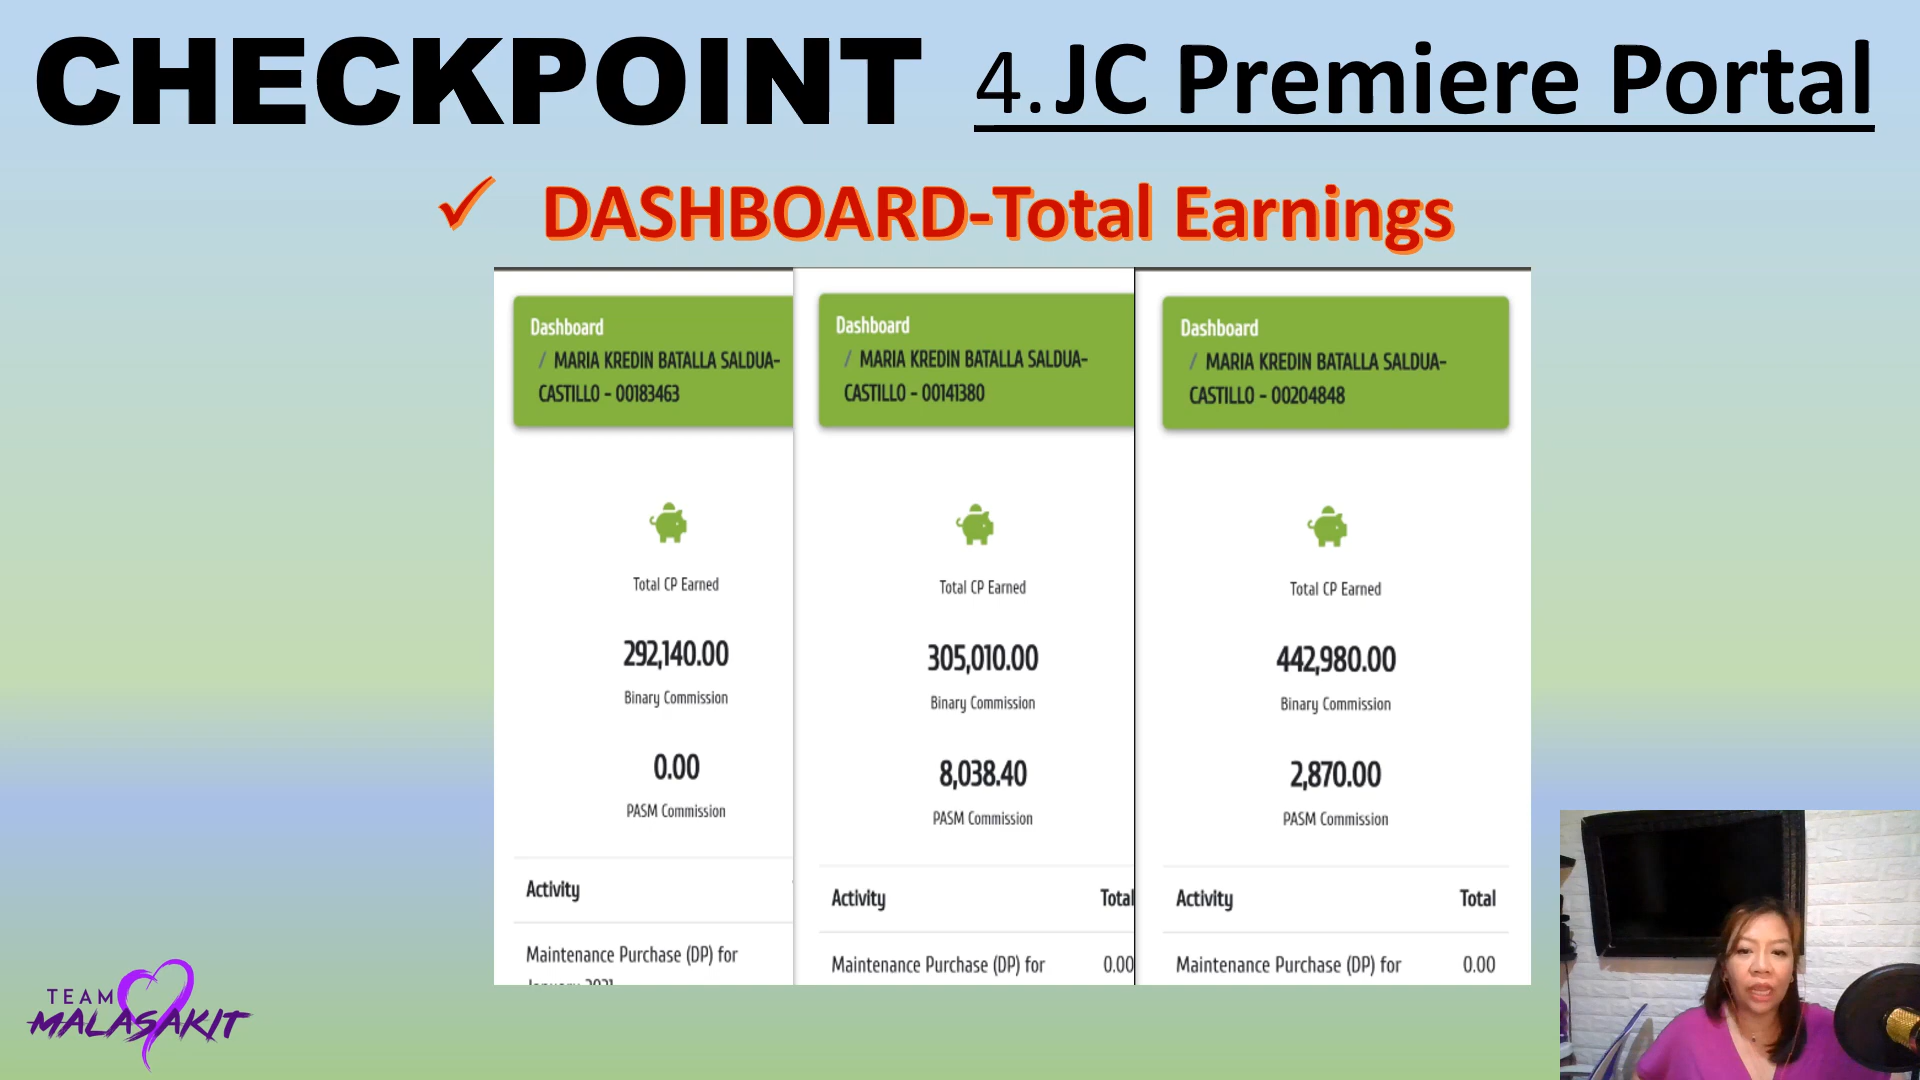 CHECKPOINT
4. JC Premiere Portal
✓ DASHBOARD-Total Earnings
Dashboard
/ MARIA KREDIN BATALLA SALDUA-
CASTILLO - 00183463
Total CP Earned
292,140.00
Binary Commission
0.00
PASM Commission
Activity
Maintenance Purchase (DP) for
January 2021
Dashboard
/ MARIA KREDIN BATALLA SALDUA-
CASTILLO - 00141380
Total CP Earned
305,010.00
Binary Commission
8,038.40
PASM Commission
Activity Total
Maintenance Purchase (DP) for 0.00
Dashboard
/ MARIA KREDIN BATALLA SALDUA-
CASTILLO - 00204848
Total CP Earned
442,980.00
Binary Commission
2,870.00
PASM Commission
Activity Total
Maintenance Purchase (DP) for 0.00
TEAM
MALASAKIT